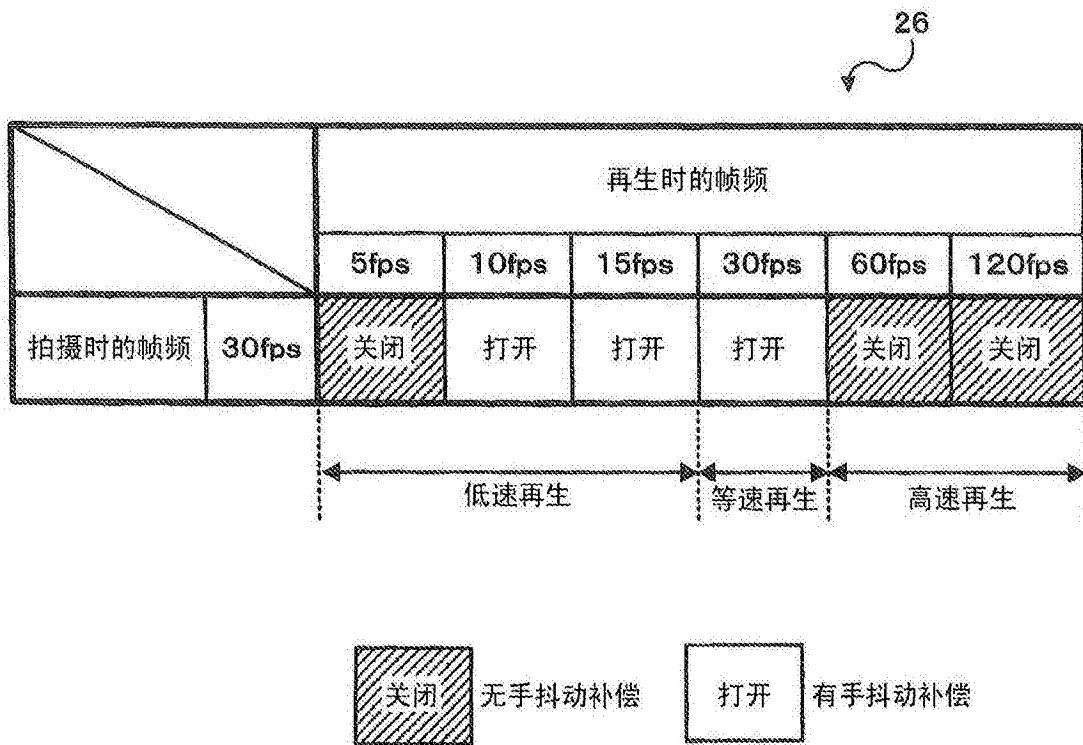 26
再生时的帧频
5fps 10fps 15fps 30fps 60fps 120fps
拍摄时的帧频 30fps 关闭 打开 打开 打开 关闭 关闭
低速再生 等速再生 高速再生
关闭 无手抖动补偿 打开 有手抖动补偿